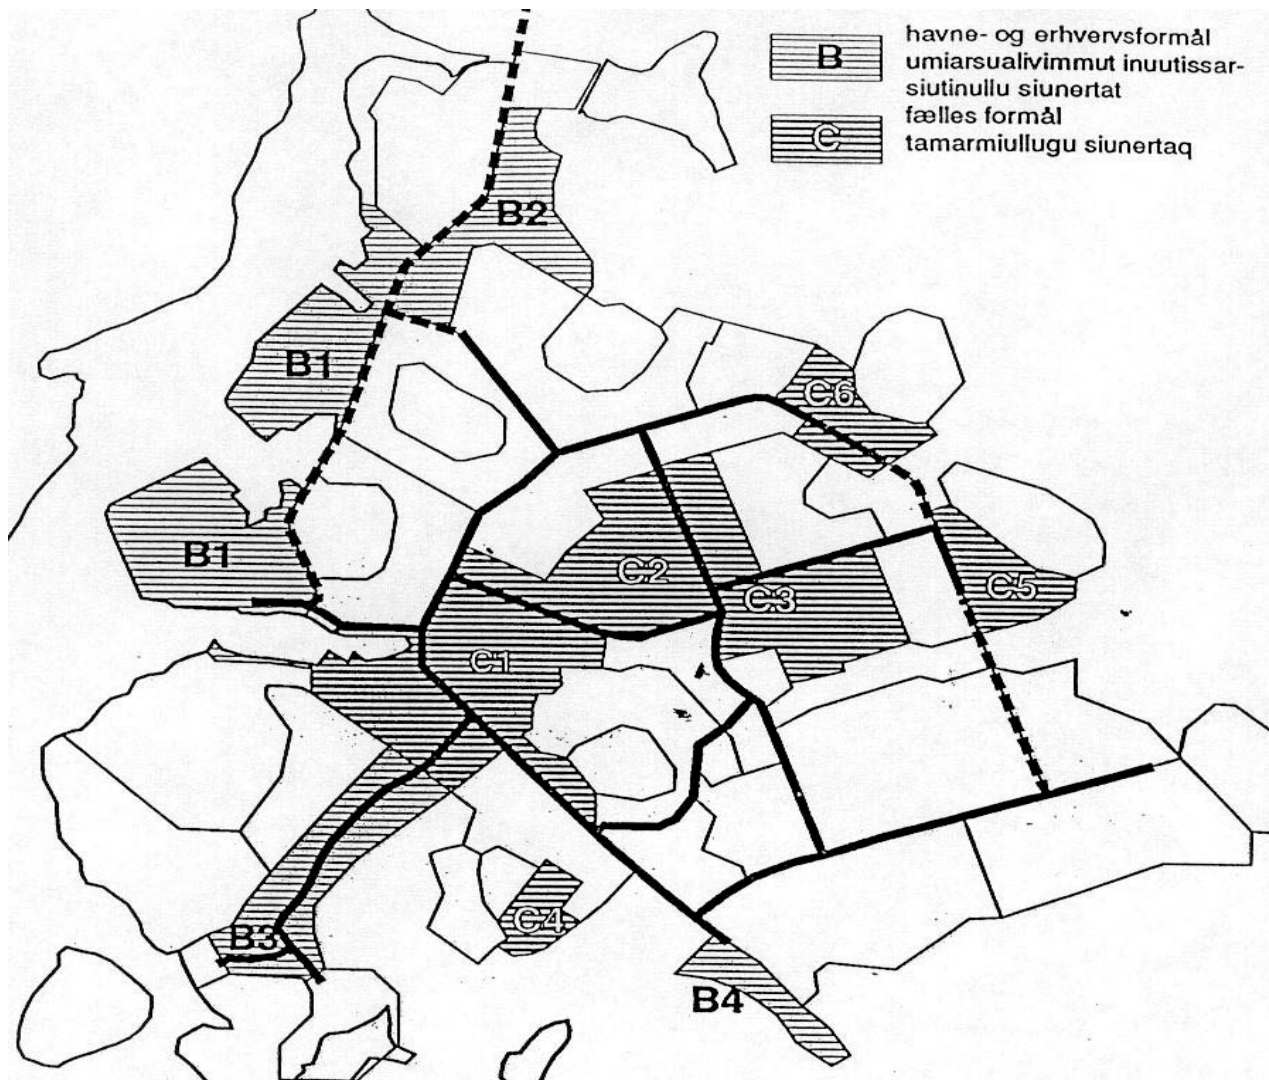 B
havne- og erhvervsformål
umiarsualivimmut inuutissar-
siutinullu siunertat
C
fælles formål
tamarmiullugu siunertaq
B2
B1
C6
B1
C2
C3
C5
C1
C4
B3
B4